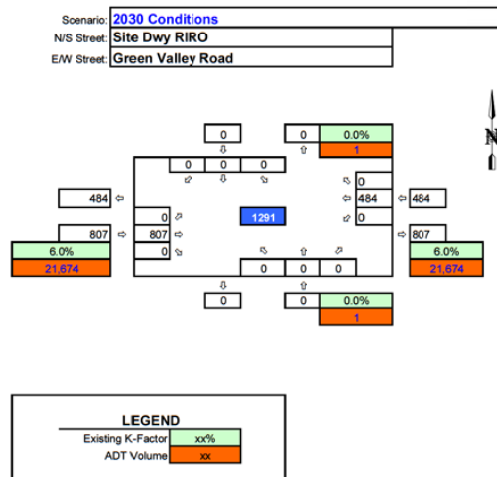 Scenario: 2030 Conditions
N/S Street: Site Dwy RIRO
E/W Street: Green Valley Road
N
0 0 0.0%
1
0 0 0
0
484 484 484
0 0
1291
807 807 807
0
6.0% 6.0%
21,674 21,674
0 0 0
0 0 0.0%
1
LEGEND
Existing K-Factor xx%
ADT Volume xx